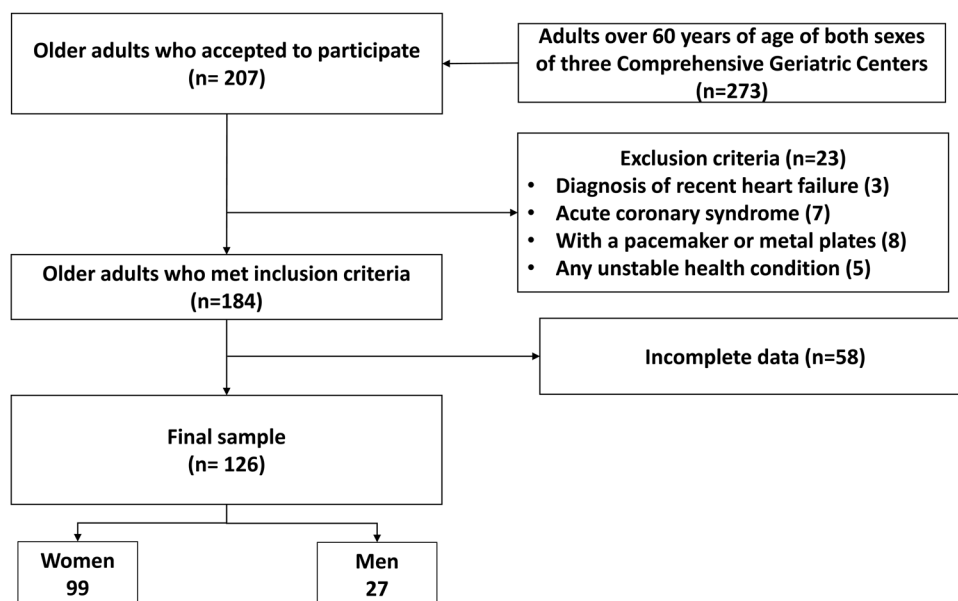 Older adults who accepted to participate
(n= 207)
Adults over 60 years of age of both sexes
of three Comprehensive Geriatric Centers
(n=273)
Exclusion criteria (n=23)
• Diagnosis of recent heart failure (3)
• Acute coronary syndrome (7)
• With a pacemaker or metal plates (8)
• Any unstable health condition (5)
Older adults who met inclusion criteria
(n=184)
Incomplete data (n=58)
Final sample
(n= 126)
Women
99
Men
27